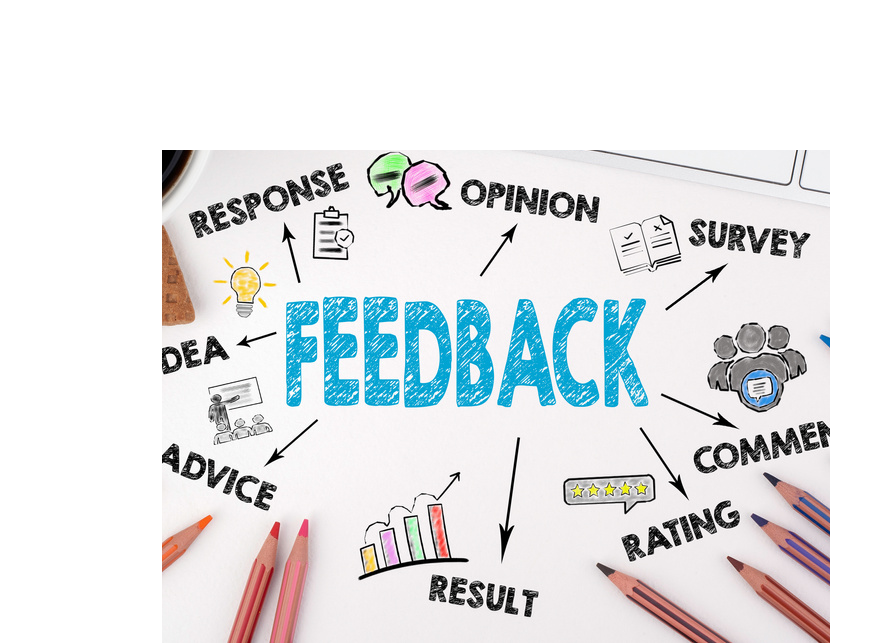 RESPONSE
OPINION
SURVEY
FEEDBACK
DEA
COMMEN
ADVICE
RATING
RESULT